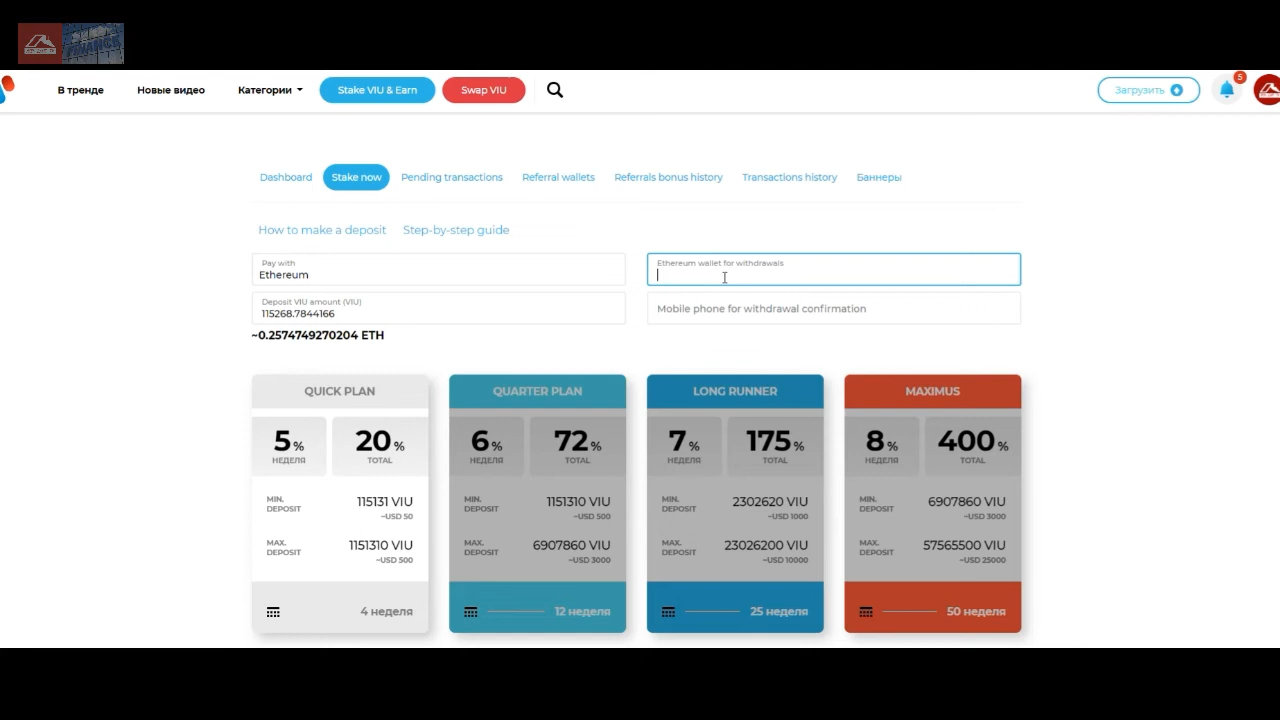 FINANCE
В тренде
Новые видео
Категории
Stake VIU & Earn
Swap VIU
Загрузить
5
Dashboard
Stake now
Pending transactions
Referral wallets
Referrals bonus history
Transactions history
Баннеры
How to make a deposit
Step-by-step guide
Pay with
Ethereum
Ethereum wallet for withdrawals
Deposit VIU amount (VIU)
115268.7844166
Mobile phone for withdrawal confirmation
~0.2574749270204 ETH
QUICK PLAN
5 %
НЕДЕЛЯ
20 %
TOTAL
MIN. DEPOSIT
115131 VIU
~USD 50
MAX. DEPOSIT
1151310 VIU
~USD 500
4 неделя
QUARTER PLAN
6 %
НЕДЕЛЯ
72 %
TOTAL
MIN. DEPOSIT
1151310 VIU
~USD 500
MAX. DEPOSIT
6907860 VIU
~USD 3000
12 неделя
LONG RUNNER
7 %
НЕДЕЛЯ
175 %
TOTAL
MIN. DEPOSIT
2302620 VIU
~USD 1000
MAX. DEPOSIT
23026200 VIU
~USD 10000
25 неделя
MAXIMUS
8 %
НЕДЕЛЯ
400 %
TOTAL
MIN. DEPOSIT
6907860 VIU
~USD 3000
MAX. DEPOSIT
57565500 VIU
~USD 25000
50 неделя